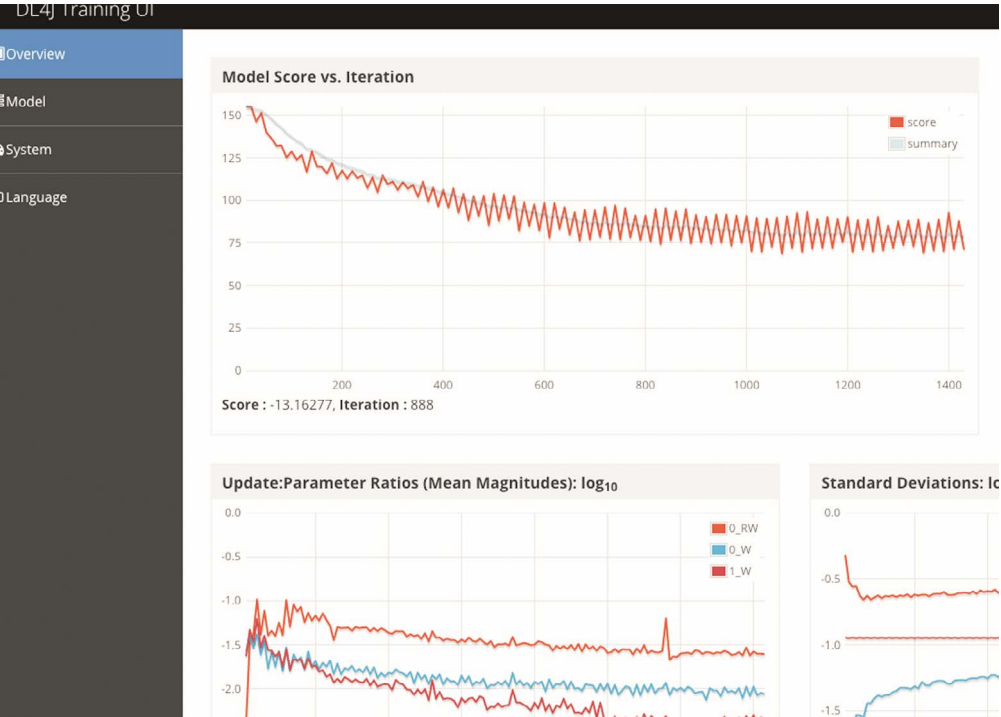 DL4J Training UI
Overview
Model
System
Language
Model Score vs. Iteration
150
125
100
75
50
25
0
score
summary
200 400 600 800 1000 1200 1400
Score : -13.16277, Iteration : 888
Update:Parameter Ratios (Mean Magnitudes): log10
0.0
-0.5
-1.0
-1.5
-2.0
0_RW
0_W
1_W
Standard Deviations: lo
0.0
-0.5
-1.0
-1.5